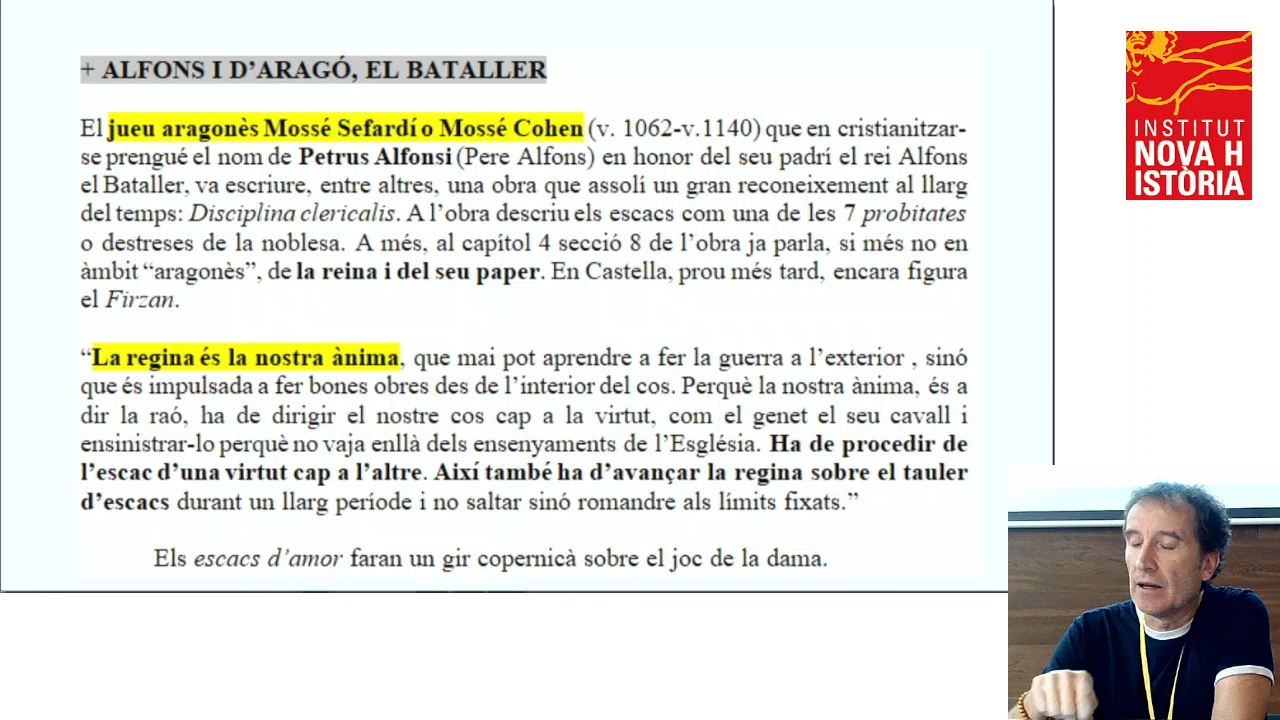 + ALFONS I D'ARAGÓ, EL BATALLER
El jueu aragonès Mossé Sefardí o Mossé Cohen (v. 1062-v.1140) que en cristianitzar-
se prengué el nom de Petrus Alfonsi (Pere Alfons) en honor del seu padrí el rei Alfons
el Bataller, va escriure, entre altres, una obra que assolí un gran reconeixement al llarg
del temps: Disciplina clericalis. A l'obra descriu els escacs com una de les 7 probitates
o destreses de la noblesa. A més, al capítol 4 secció 8 de l'obra ja parla, si més no en
àmbit "aragonès", de la reina i del seu paper. En Castella, prou més tard, encara figura
el Firzan.
"La regina és la nostra ànima, que mai pot aprendre a fer la guerra a l'exterior , sinó
que és impulsada a fer bones obres des de l'interior del cos. Perquè la nostra ànima, és a
dir la raó, ha de dirigir el nostre cos cap a la virtut, com el genet el seu cavall i
ensinistrar-lo perquè no vaja enllà dels ensenyaments de l'Església. Ha de procedir de
l'escac d'una virtut cap a l'altre. Així també ha d'avançar la regina sobre el tauler
d'escacs durant un llarg període i no saltar sinó romandre als límits fixats."
Els escacs d'amor faran un gir copernicà sobre el joc de la dama.
INSTITUT
NOVA H
ISTÒRIA